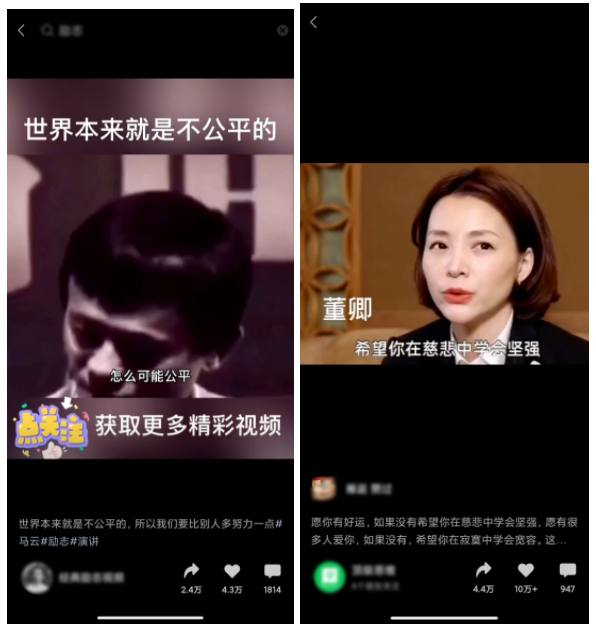 世界本来就是不公平的
怎么可能公平
点关注
获取更多精彩视频
世界本来就是不公平的，所以我们要比别人多努力一点#
马云#励志#演讲
2.4万
4.3万
1814
董卿
希望你在慈悲中学会坚强
愿你有好运，如果没有希望你在慈悲中学会坚强，愿有很
多人爱你，如果没有，希望你在寂寞中学会宽容。这...
4.4万
10万+
947